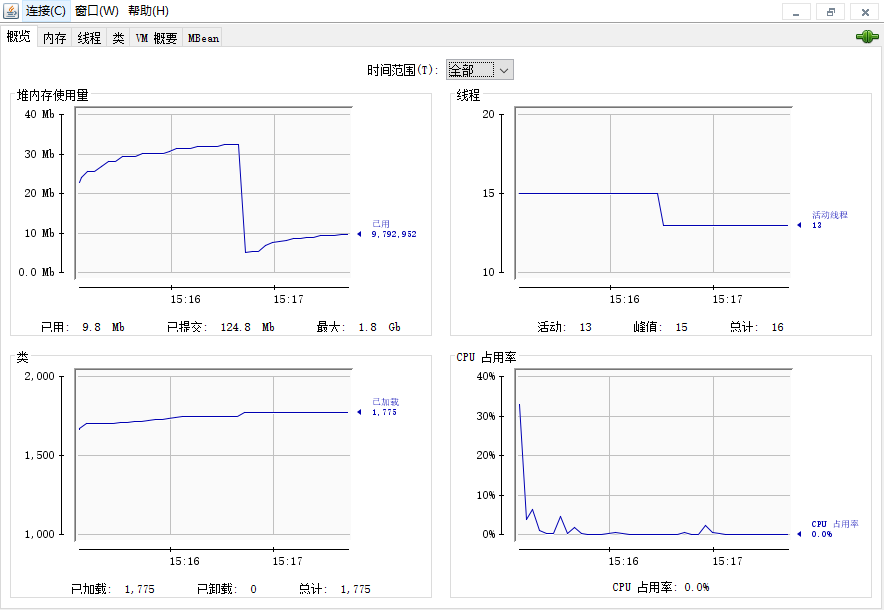 连接(C) 窗口(W) 帮助(H)
概览 内存 线程 类 VM 概要 MBean
时间范围(T): 全部
堆内存使用量
40 Mb
30 Mb
20 Mb
10 Mb
0.0 Mb
已用
9,792,952
15:16 15:17
已用: 9.8 Mb 已提交: 124.8 Mb 最大: 1.8 Gb
线程
20
15
10
活动线程
13
15:16 15:17
活动: 13 峰值: 15 总计: 16
类
2,000
1,500
1,000
已加载
1,775
15:16 15:17
已加载: 1,775 已卸载: 0 总计: 1,775
CPU 占用率
40%
30%
20%
10%
0%
CPU 占用率
0.0%
15:16 15:17
CPU 占用率: 0.0%